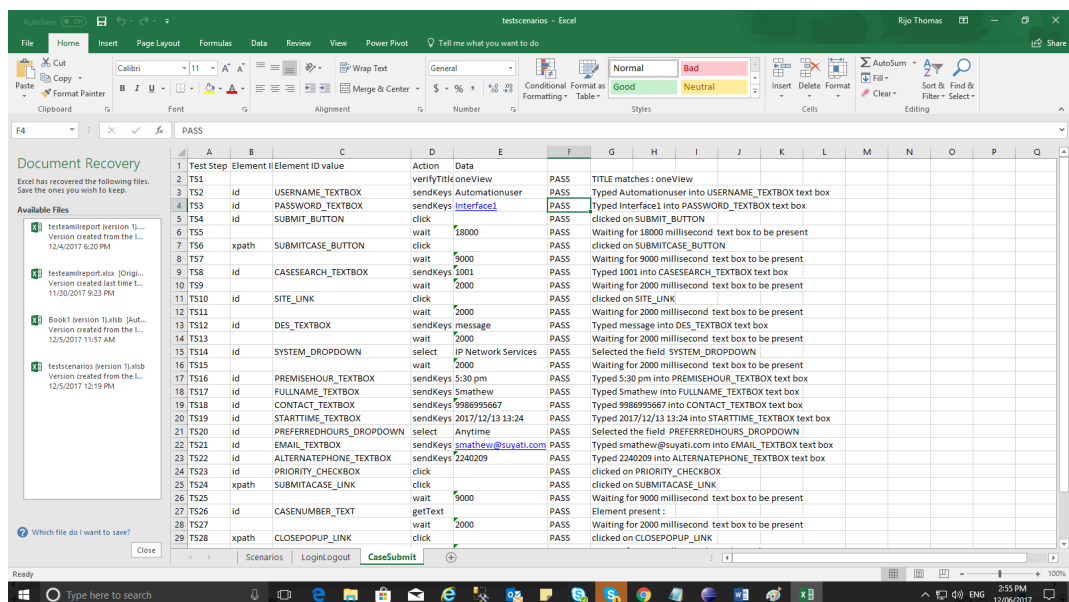 AutoSave On testscenarios - Excel Rijo Thomas
File Home Insert Page Layout Formulas Data Review View Power Pivot Tell me what you want to do Share
Paste Cut Copy Format Painter Clipboard
Calibri 11 B I U Font
Wrap Text Merge & Center Alignment
General $ % , Number
Conditional Formatting Format as Table Normal Bad Good Neutral Styles
Insert Delete Format Cells
AutoSum Fill Clear Sort & Filter Find & Select Editing
F4 fx PASS
Document Recovery
Excel has recovered the following files.
Save the ones you wish to keep.
Available Files
testeamilreport (version 1)....
Version created from the l...
12/4/2017 6:20 PM
testeamilreport.xlsx [Origi...
Version created last time t...
11/30/2017 9:23 PM
Book1 (version 1).xlsb [Aut...
Version created from the l...
12/5/2017 11:57 AM
testscenarios (version 1).xlsb
Version created from the l...
12/5/2017 12:19 PM
Which file do I want to save?
Close
A B C D E F G H I J K L M N O P Q
1 Test Step Element I Element ID value Action Data
2 TS1 verifyTitle oneView PASS TITLE matches : oneView
3 TS2 id USERNAME_TEXTBOX sendKeys Automationuser PASS Typed Automationuser into USERNAME_TEXTBOX text box
4 TS3 id PASSWORD_TEXTBOX sendKeys Interface1 PASS Typed Interface1 into PASSWORD_TEXTBOX text box
5 TS4 id SUBMIT_BUTTON click PASS clicked on SUBMIT_BUTTON
6 TS5 wait 18000 PASS Waiting for 18000 millisecond text box to be present
7 TS6 xpath SUBMITCASE_BUTTON click PASS clicked on SUBMITCASE_BUTTON
8 TS7 wait 9000 PASS Waiting for 9000 millisecond text box to be present
9 TS8 id CASESEARCH_TEXTBOX sendKeys 1001 PASS Typed 1001 into CASESEARCH_TEXTBOX text box
10 TS9 wait 2000 PASS Waiting for 2000 millisecond text box to be present
11 TS10 id SITE_LINK click PASS clicked on SITE_LINK
12 TS11 wait 2000 PASS Waiting for 2000 millisecond text box to be present
13 TS12 id DES_TEXTBOX sendKeys message PASS Typed message into DES_TEXTBOX text box
14 TS13 wait 2000 PASS Waiting for 2000 millisecond text box to be present
15 TS14 id SYSTEM_DROPDOWN select IP Network Services PASS Selected the field SYSTEM_DROPDOWN
16 TS15 wait 2000 PASS Waiting for 2000 millisecond text box to be present
17 TS16 id PREMISEHOUR_TEXTBOX sendKeys 5:30 pm PASS Typed 5:30 pm into PREMISEHOUR_TEXTBOX text box
18 TS17 id FULLNAME_TEXTBOX sendKeys Smathew PASS Typed Smathew into FULLNAME_TEXTBOX text box
19 TS18 id CONTACT_TEXTBOX sendKeys 9986995667 PASS Typed 9986995667 into CONTACT_TEXTBOX text box
20 TS19 id STARTTIME_TEXTBOX sendKeys 2017/12/13 13:24 PASS Typed 2017/12/13 13:24 into STARTTIME_TEXTBOX text box
21 TS20 id PREFERREDHOURS_DROPDOWN select Anytime PASS Selected the field PREFERREDHOURS_DROPDOWN
22 TS21 id EMAIL_TEXTBOX sendKeys smathew@suyati.com PASS Typed smathew@suyati.com into EMAIL_TEXTBOX text box
23 TS22 id ALTERNATEPHONE_TEXTBOX sendKeys 2240209 PASS Typed 2240209 into ALTERNATEPHONE_TEXTBOX text box
24 TS23 id PRIORITY_CHECKBOX click PASS clicked on PRIORITY_CHECKBOX
25 TS24 xpath SUBMITACASE_LINK click PASS clicked on SUBMITACASE_LINK
26 TS25 wait 9000 PASS Waiting for 9000 millisecond text box to be present
27 TS26 id CASENUMBER_TEXT getText PASS Element present :
28 TS27 wait 2000 PASS Waiting for 2000 millisecond text box to be present
29 TS28 xpath CLOSEPOPUP_LINK click PASS clicked on CLOSEPOPUP_LINK
Scenarios LoginLogout CaseSubmit
Ready 100%
Type here to search ENG 2:55 PM
12/06/2017